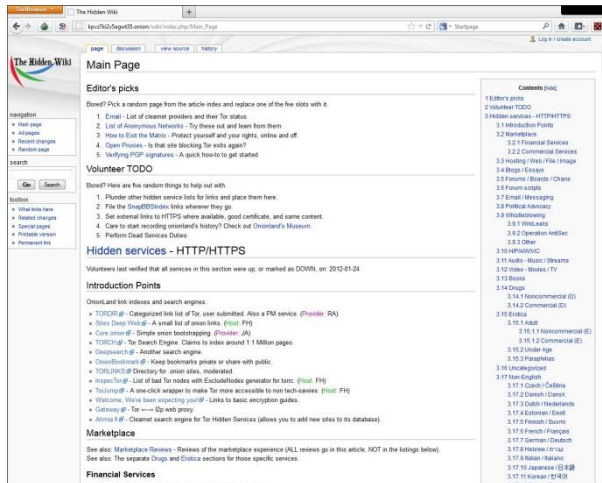 TorBrowser
The Hidden Wiki
kpvz7ki2v5agwt35.onion/wiki/index.php/Main_Page
Startpage
Log in / create account
page discussion view source history
The Hidden Wiki
Main Page
Editor's picks
Bored? Pick a random page from the article index and replace one of the five slots with it.
1. Email - List of clearnet providers and their Tor status.
2. List of Anonymous Networks - Try these out and learn from them.
3. How to Exit the Matrix - Protect yourself and your rights, online and off.
4. Open Proxies - Is that site blocking Tor exits again?
5. Verifying PGP signatures - A quick how-to to get started.
Volunteer TODO
Bored? Here are five random things to help out with.
1. Plunder other hidden service lists for links and place them here.
2. File the SnapBBSIndex links wherever they go.
3. Set external links to HTTPS where available, good certificate, and same content.
4. Care to start recording onionland's history? Check out Onionland's Museum.
5. Perform Dead Services Duties.
Hidden services - HTTP/HTTPS
Volunteers last verified that all services in this section were up, or marked as DOWN, on: 2012-01-24
Introduction Points
OnionLand link indexes and search engines.
TORDIR - Categorized link list of Tor, user submitted. Also a PM service. (Provider: RA)
Sites Deep Web - A small list of onion links. (Host: FH)
Core.onion - Simple onion bootstrapping. (Provider: JA)
TORCH - Tor Search Engine. Claims to index around 1.1 Million pages.
Deepsearch - Another search engine.
OnionBookmark - Keep bookmarks private or share with public.
TORLINKS Directory for .onion sites, moderated.
InspecTor - List of bad Tor nodes with ExcludeNodes generator for torrc. (Host: FH)
TorJump - A one-click wrapper to make Tor more accessible to non tech-savvies. (Host: FH)
Welcome, We've been expecting you! - Links to basic encryption guides.
Gateway - Tor ←→ I2p web proxy.
Ahmia.fi - Clearnet search engine for Tor Hidden Services (allows you to add new sites to its database)
Marketplace
See also: Marketplace Reviews - Reviews of the marketplace experience (ALL reviews go in this article, NOT in the listings below).
See also: The separate Drugs and Erotica sections for those specific services.
Financial Services
navigation
Main page
All pages
Recent changes
Random page
search
Go Search
toolbox
What links here
Related changes
Special pages
Printable version
Permanent link
Contents [hide]
1 Editor's picks
2 Volunteer TODO
3 Hidden services - HTTP/HTTPS
3.1 Introduction Points
3.2 Marketplace
3.2.1 Financial Services
3.2.2 Commercial Services
3.3 Hosting / Web / File / Image
3.4 Blogs / Essays
3.5 Forums / Boards / Chans
3.6 Forum scripts
3.7 Email / Messaging
3.8 Political Advocacy
3.9 Whistleblowing
3.9.1 WikiLeaks
3.9.2 Operation AntiSec
3.9.3 Other
3.10 H/P/A/W/V/C
3.11 Audio - Music / Streams
3.12 Video - Movies / TV
3.13 Books
3.14 Drugs
3.14.1 Noncommercial (D)
3.14.2 Commercial (D)
3.15 Erotica
3.15.1 Adult
3.15.1.1 Noncommercial (E)
3.15.1.2 Commercial (E)
3.15.2 Under Age
3.15.3 Paraphilias
3.16 Uncategorized
3.17 Non-English
3.17.1 Czech / Čeština
3.17.2 Danish / Dansk
3.17.3 Dutch / Nederlands
3.17.4 Estonian / Eesti
3.17.5 Finnish / Suomi
3.17.6 French / Français
3.17.7 German / Deutsch
3.17.8 Hebrew / עברית
3.17.9 Italian / Italiano
3.17.10 Japanese / 日本語
3.17.11 Korean / 한국어